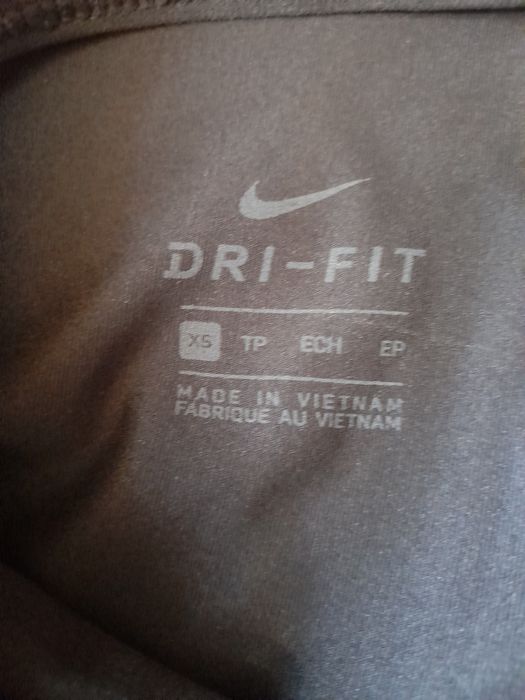 DRI-FIT
XS TP ECH EP
MADE IN VIETNAM
FABRIQUE AU VIETNAM